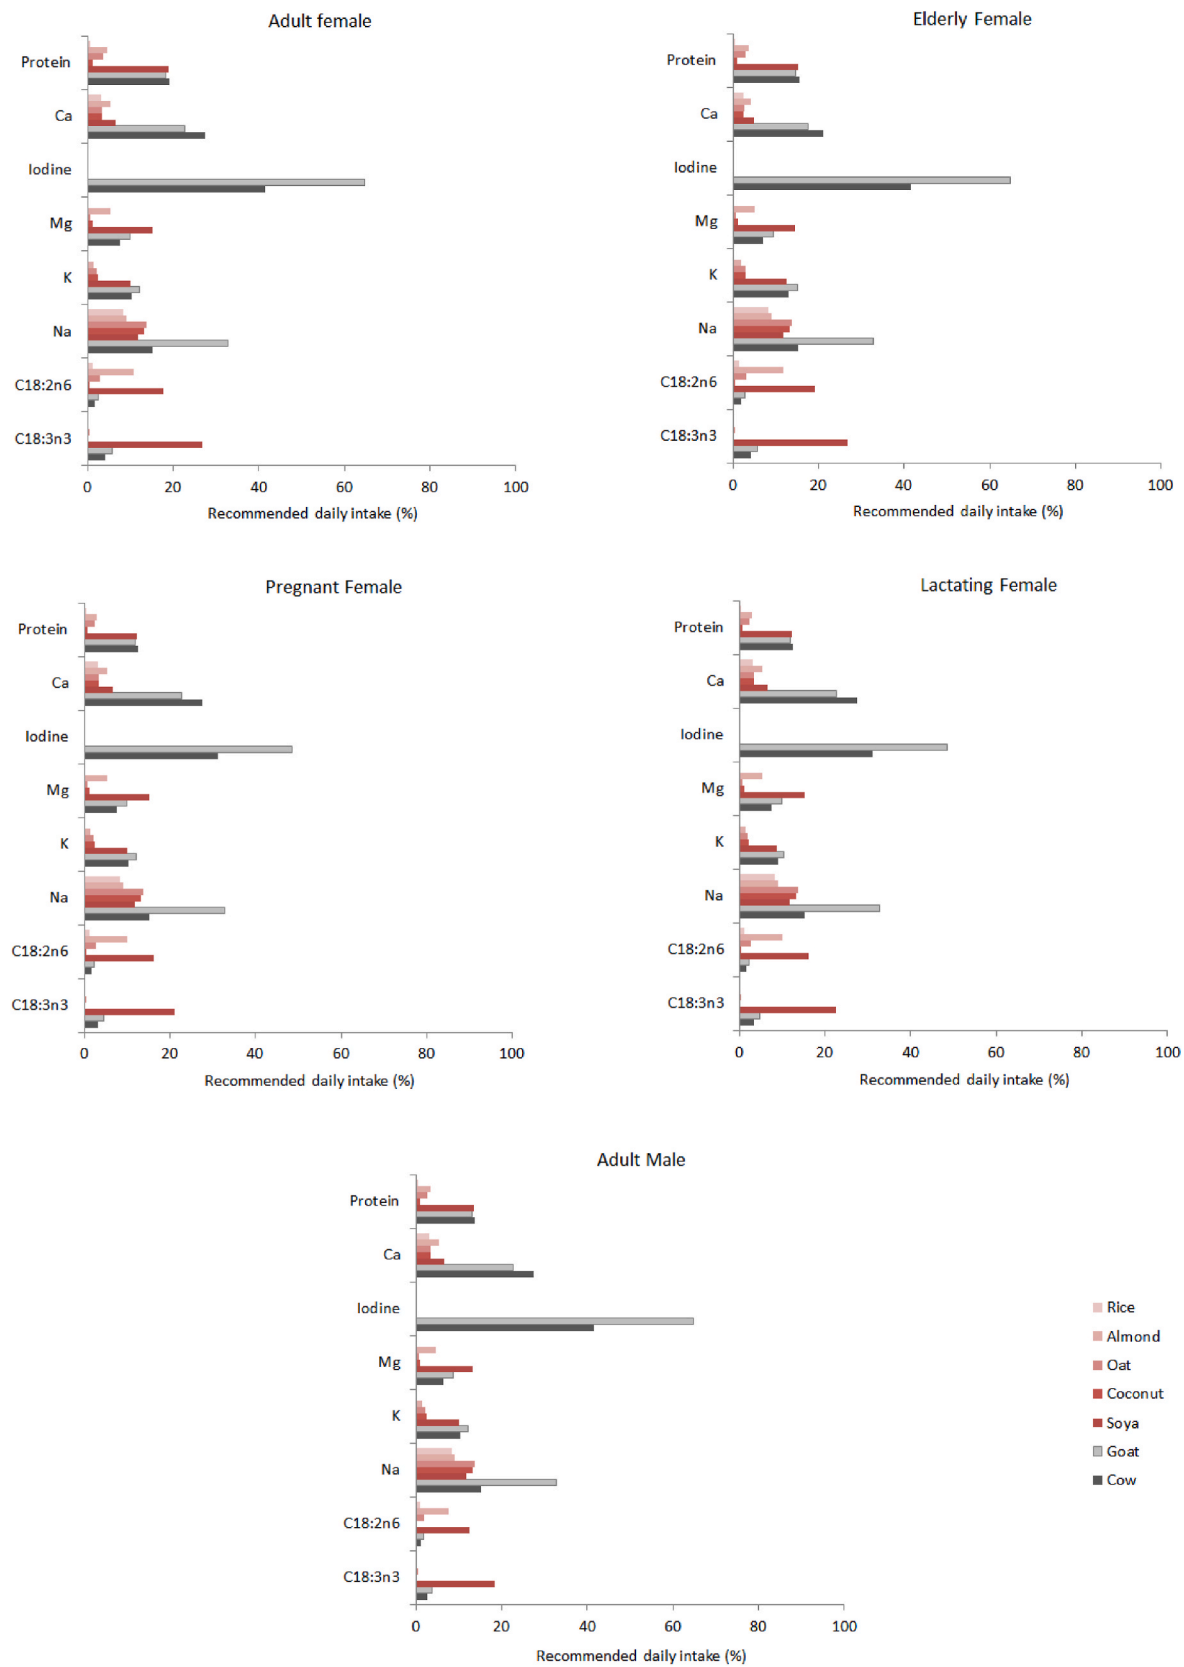 Adult female
Protein
Ca
Iodine
Mg
K
Na
C18:2n6
C18:3n3
0 20 40 60 80 100
Recommended daily intake (%)
Elderly Female
Protein
Ca
Iodine
Mg
K
Na
C18:2n6
C18:3n3
0 20 40 60 80 100
Recommended daily intake (%)
Pregnant Female
Protein
Ca
Iodine
Mg
K
Na
C18:2n6
C18:3n3
0 20 40 60 80 100
Recommended daily intake (%)
Lactating Female
Protein
Ca
Iodine
Mg
K
Na
C18:2n6
C18:3n3
0 20 40 60 80 100
Recommended daily intake (%)
Adult Male
Protein
Ca
Iodine
Mg
K
Na
C18:2n6
C18:3n3
0 20 40 60 80 100
Recommended daily intake (%)
Rice
Almond
Oat
Coconut
Soya
Goat
Cow